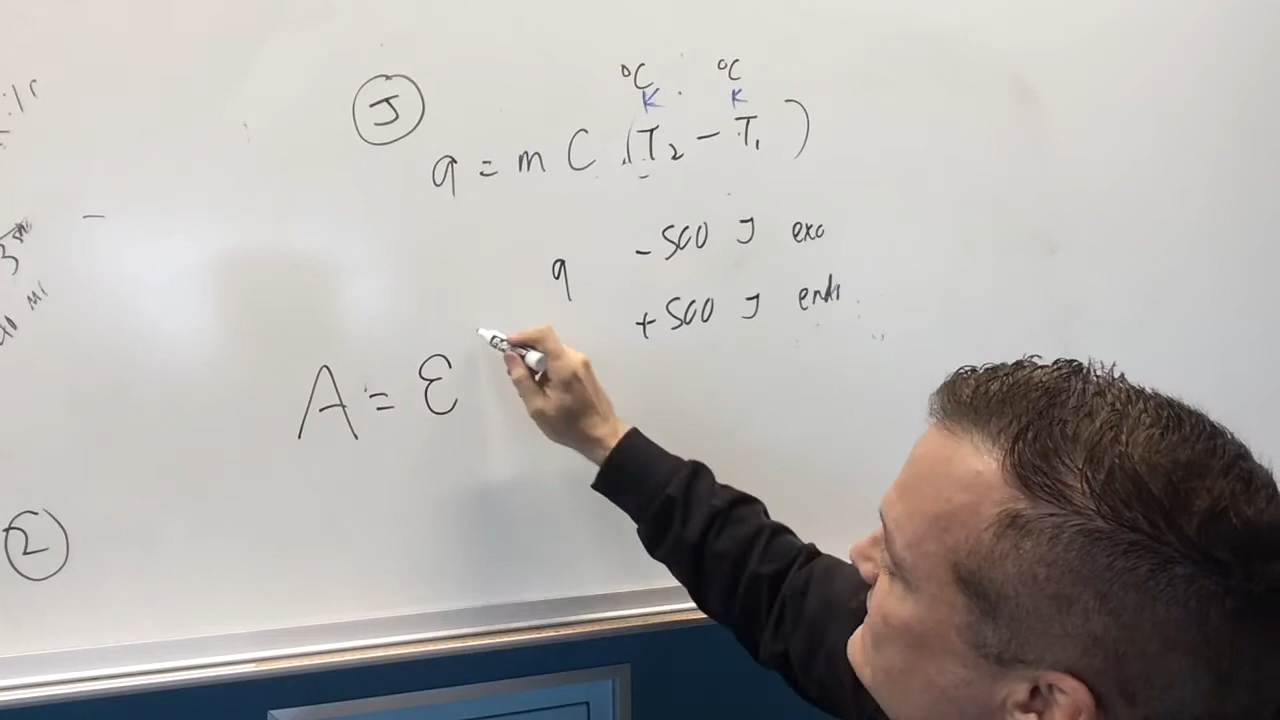 J
°C °C
K K
q = m C (T₂ - T₁)
- 500 J exo
q
+ 500 J endo
A = ε
2